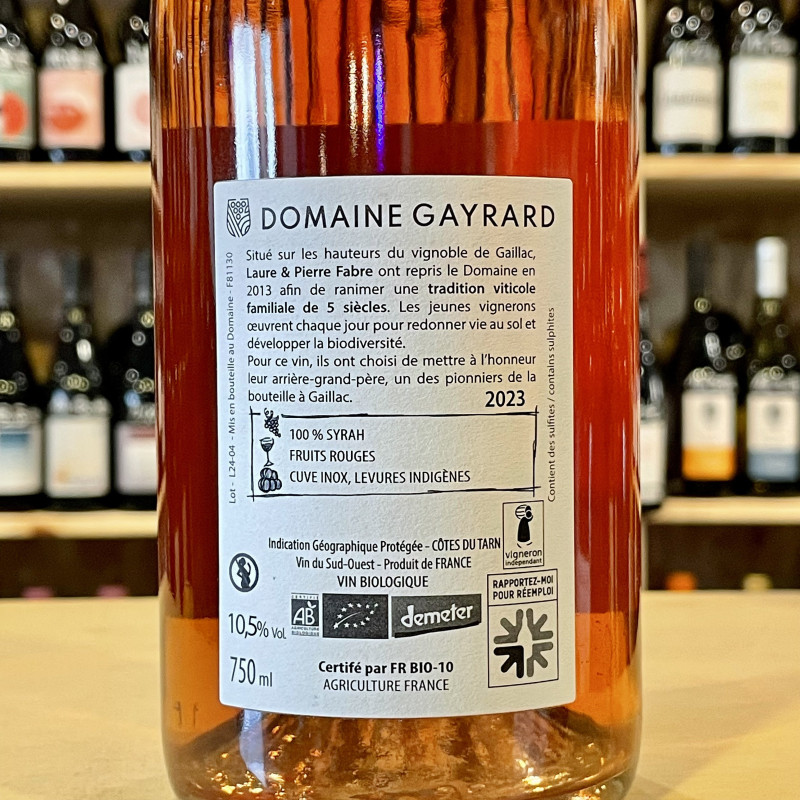 DOMAINE GAYRARD
Situé sur les hauteurs du vignoble de Gaillac,
Laure & Pierre Fabre ont repris le Domaine en
2013 afin de ranimer une tradition viticole
familiale de 5 siècles. Les jeunes vignerons
œuvrent chaque jour pour redonner vie au sol et
développer la biodiversité.
Pour ce vin, ils ont choisi de mettre à l'honneur
leur arrière-grand-père, un des pionniers de la
bouteille à Gaillac.
2023
100 % SYRAH
FRUITS ROUGES
CUVE INOX, LEVURES INDIGÈNES
Lot - L24-04 - Mis en bouteille au Domaine - F81130
Contient des sulfites / contains sulphites
Indication Géographique Protégée - CÔTES DU TARN
Vin du Sud-Ouest - Produit de FRANCE
VIN BIOLOGIQUE
vigneron
indépendant
RAPPORTEZ-MOI
POUR RÉEMPLOI
10,5% Vol.
750 ml
CERTIFIÉ
AB
AGRICULTURE
BIOLOGIQUE
demeter
Certifé par FR BIO-10
AGRICULTURE FRANCE